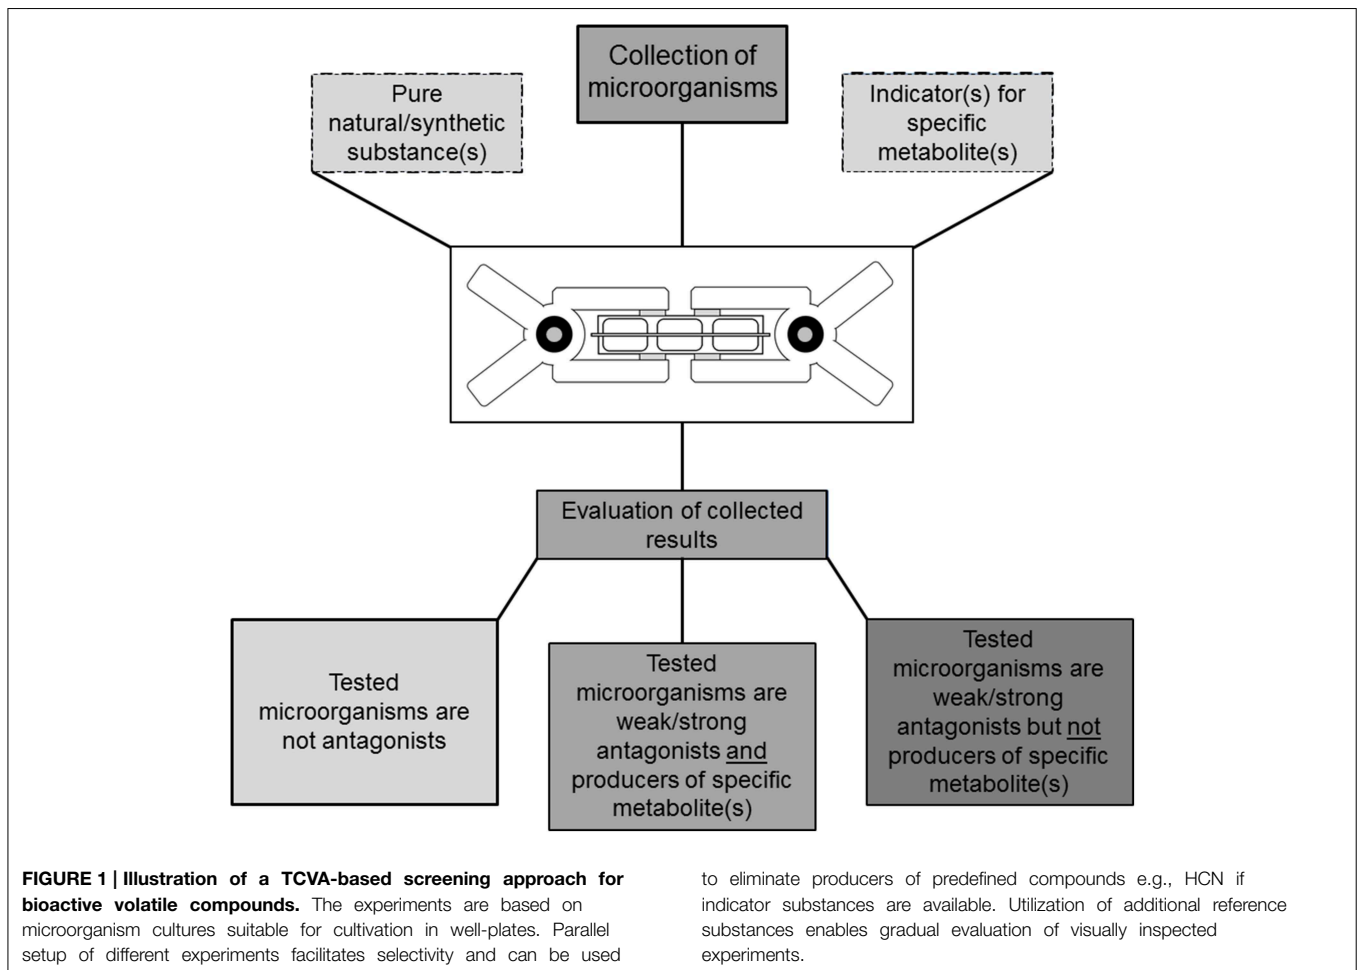 Collection of
microorganisms
Pure
natural/synthetic
substance(s)
Indicator(s) for
specific
metabolite(s)
Evaluation of collected
results
Tested
microorganisms are
not antagonists
Tested
microorganisms are
weak/strong
antagonists and
producers of specific
metabolite(s)
Tested
microorganisms are
weak/strong
antagonists but not
producers of specific
metabolite(s)
FIGURE 1 | Illustration of a TCVA-based screening approach for
bioactive volatile compounds. The experiments are based on
microorganism cultures suitable for cultivation in well-plates. Parallel
setup of different experiments facilitates selectivity and can be used
to eliminate producers of predefined compounds e.g., HCN if
indicator substances are available. Utilization of additional reference
substances enables gradual evaluation of visually inspected
experiments.